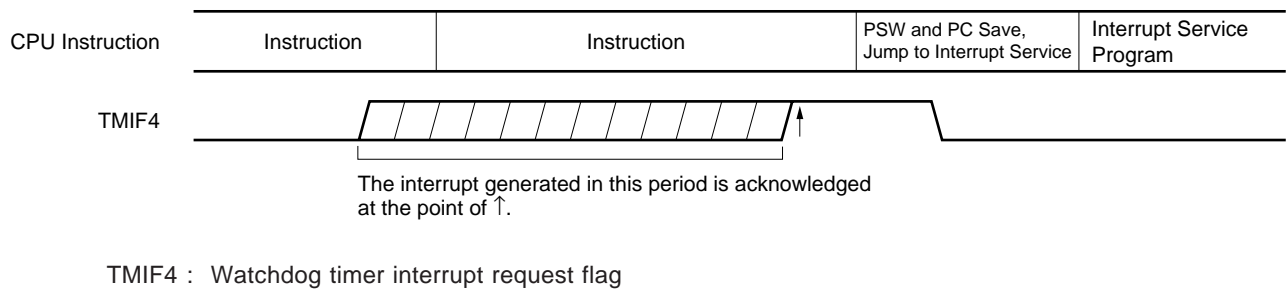 CPU Instruction Instruction Instruction PSW and PC Save, Interrupt Service
Jump to Interrupt Service Program
TMIF4
The interrupt generated in this period is acknowledged
at the point of ↑.
TMIF4 : Watchdog timer interrupt request flag